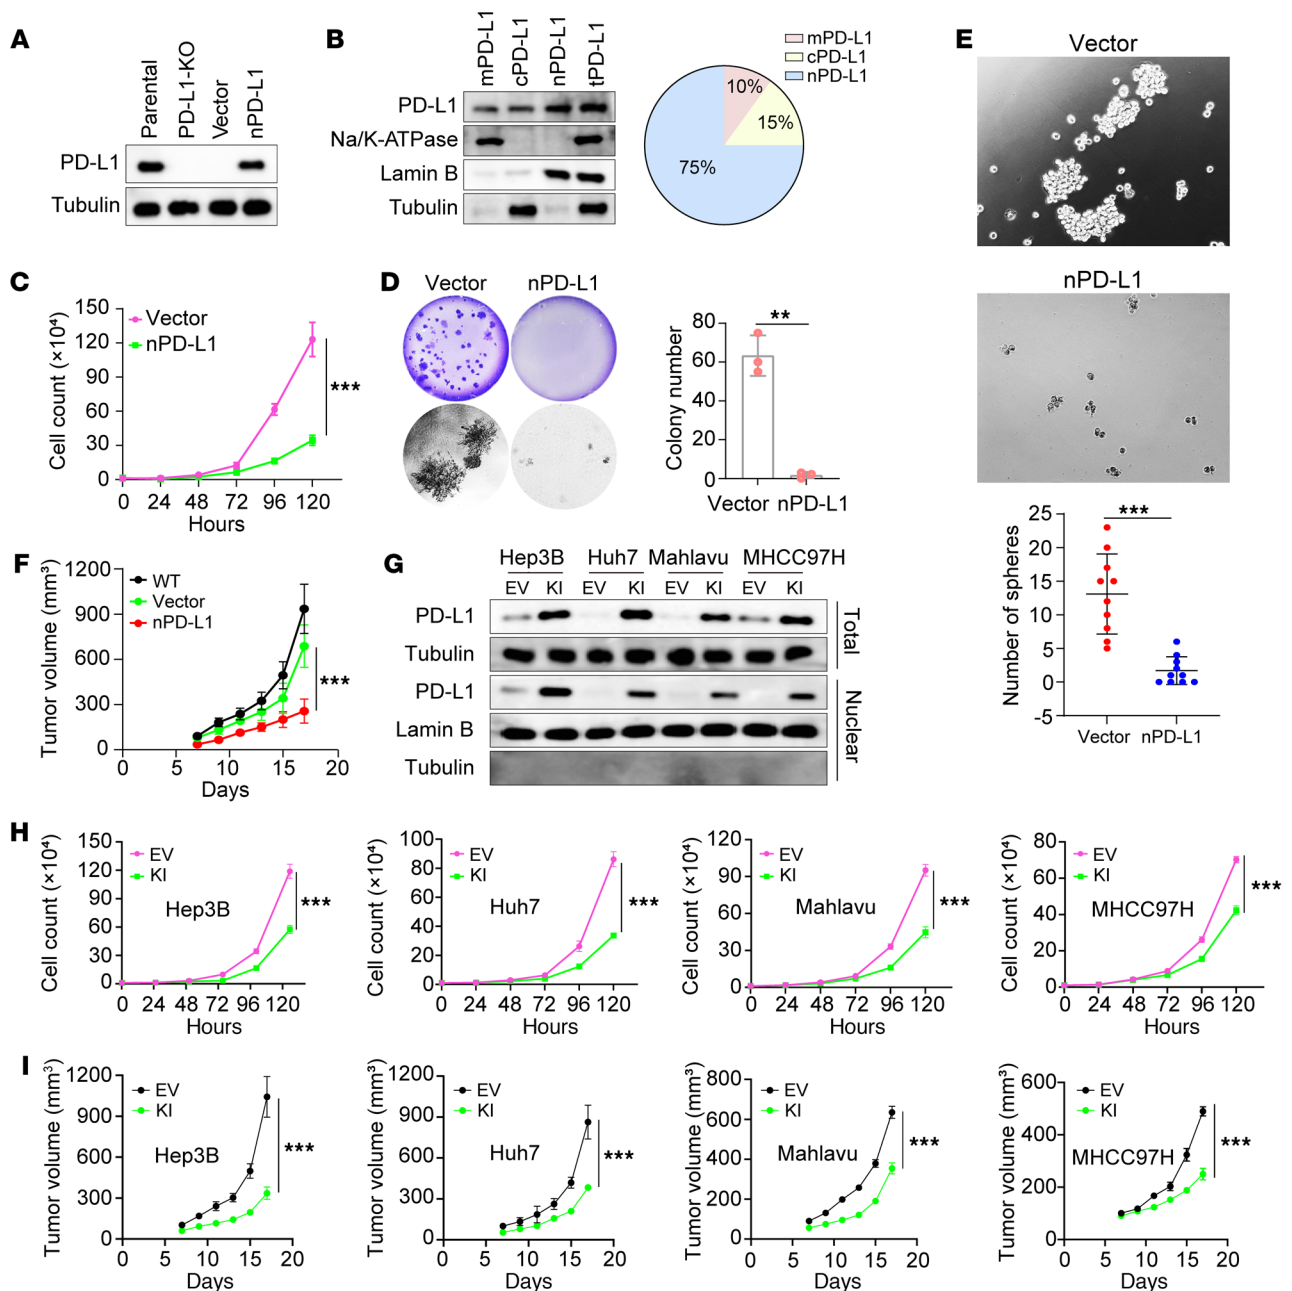 A
Parental
PD-L1-KO
Vector
nPD-L1
PD-L1
Tubulin
B
mPD-L1
cPD-L1
nPD-L1
tPD-L1
PD-L1
Na/K-ATPase
Lamin B
Tubulin
mPD-L1
cPD-L1
nPD-L1
10%
15%
75%
C
Cell count (×10⁴)
150
120
90
60
30
0
Vector
nPD-L1
***
0 24 48 72 96 120
Hours
D
Vector nPD-L1
Colony number
80
60
40
20
0
**
Vector nPD-L1
E
Vector
nPD-L1
Number of spheres
25
20
15
10
5
0
−5
***
Vector nPD-L1
F
Tumor volume (mm³)
1200
900
600
300
0
WT
Vector
nPD-L1
***
0 5 10 15 20
Days
G
Hep3B Huh7 Mahlavu MHCC97H
EV KI EV KI EV KI EV KI
PD-L1
Tubulin
Total
PD-L1
Lamin B
Tubulin
Nuclear
H
Cell count (×10⁴)
150
120
90
60
30
0
EV
KI
Hep3B
***
0 24 48 72 96 120
Hours
Cell count (×10⁴)
100
80
60
40
20
0
EV
KI
Huh7
***
0 24 48 72 96 120
Hours
Cell count (×10⁴)
120
90
60
30
0
EV
KI
Mahlavu
***
0 24 48 72 96 120
Hours
Cell count (×10⁴)
80
60
40
20
0
EV
KI
MHCC97H
***
0 24 48 72 96 120
Hours
I
Tumor volume (mm³)
1200
900
600
300
0
EV
KI
Hep3B
***
0 5 10 15 20
Days
Tumor volume (mm³)
1200
900
600
300
0
EV
KI
Huh7
***
0 5 10 15 20
Days
Tumor volume (mm³)
800
600
400
200
0
EV
KI
Mahlavu
***
0 5 10 15 20
Days
Tumor volume (mm³)
600
400
200
0
EV
KI
MHCC97H
***
0 5 10 15 20
Days